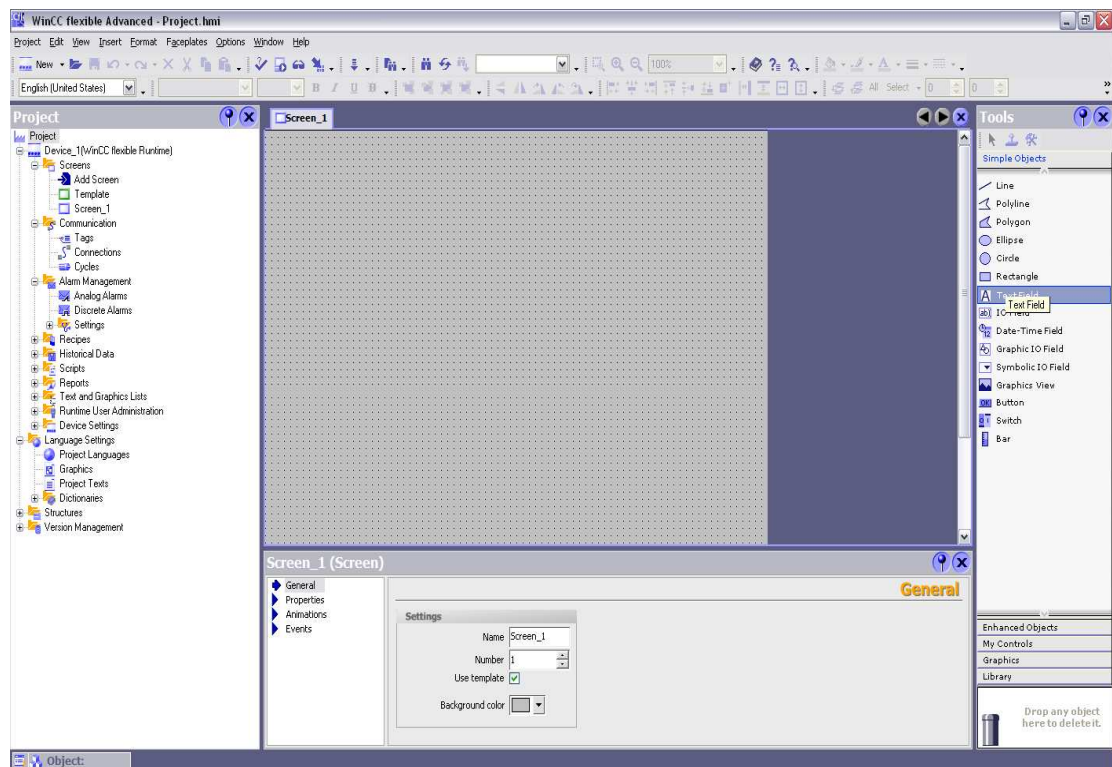 WinCC flexible Advanced - Project.hmi
Project Edit View Insert Format Faceplates Options Window Help
New 100%
English (United States) B I U All Select 0 0
Project
Project
Device_1(WinCC flexible Runtime)
Screens
Add Screen
Template
Screen_1
Communication
Tags
Connections
Cycles
Alarm Management
Analog Alarms
Discrete Alarms
Settings
Recipes
Historical Data
Scripts
Reports
Text and Graphics Lists
Runtime User Administration
Device Settings
Language Settings
Project Languages
Graphics
Project Texts
Dictionaries
Structures
Version Management
Screen_1
Screen_1 (Screen)
General
Properties
Animations
Events
General
Settings
Name Screen_1
Number 1
Use template
Background color
Tools
Simple Objects
Line
Polyline
Polygon
Ellipse
Circle
Rectangle
Text Field
Text Field
IO Field
Date-Time Field
Graphic IO Field
Symbolic IO Field
Graphics View
Button
Switch
Bar
Enhanced Objects
My Controls
Graphics
Library
Drop any object
here to delete it.
Object: